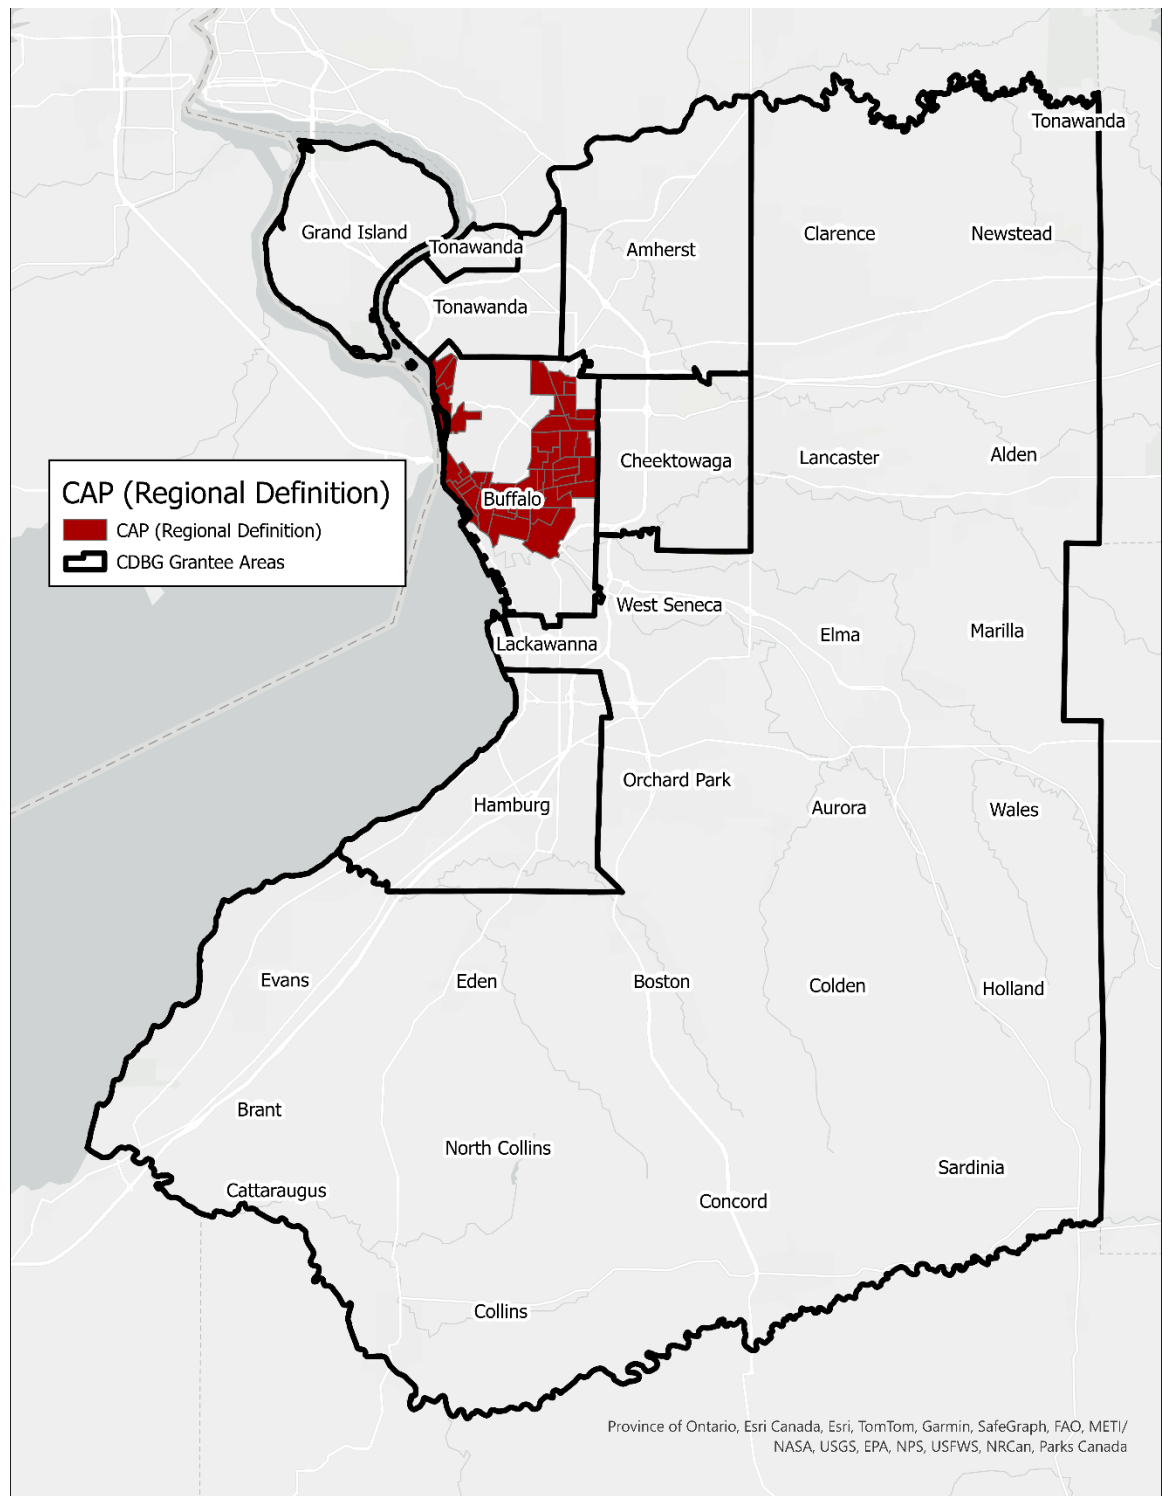 Tonawanda
Grand Island
Tonawanda
Amherst
Clarence
Newstead
Tonawanda
Cheektowaga
Lancaster
Alden
CAP (Regional Definition)
CAP (Regional Definition)
CDBG Grantee Areas
Buffalo
West Seneca
Elma
Marilla
Lackawanna
Hamburg
Orchard Park
Aurora
Wales
Evans
Eden
Boston
Colden
Holland
Brant
North Collins
Sardinia
Cattaraugus
Concord
Collins
Province of Ontario, Esri Canada, Esri, TomTom, Garmin, SafeGraph, FAO, METI/
NASA, USGS, EPA, NPS, USFWS, NRCan, Parks Canada